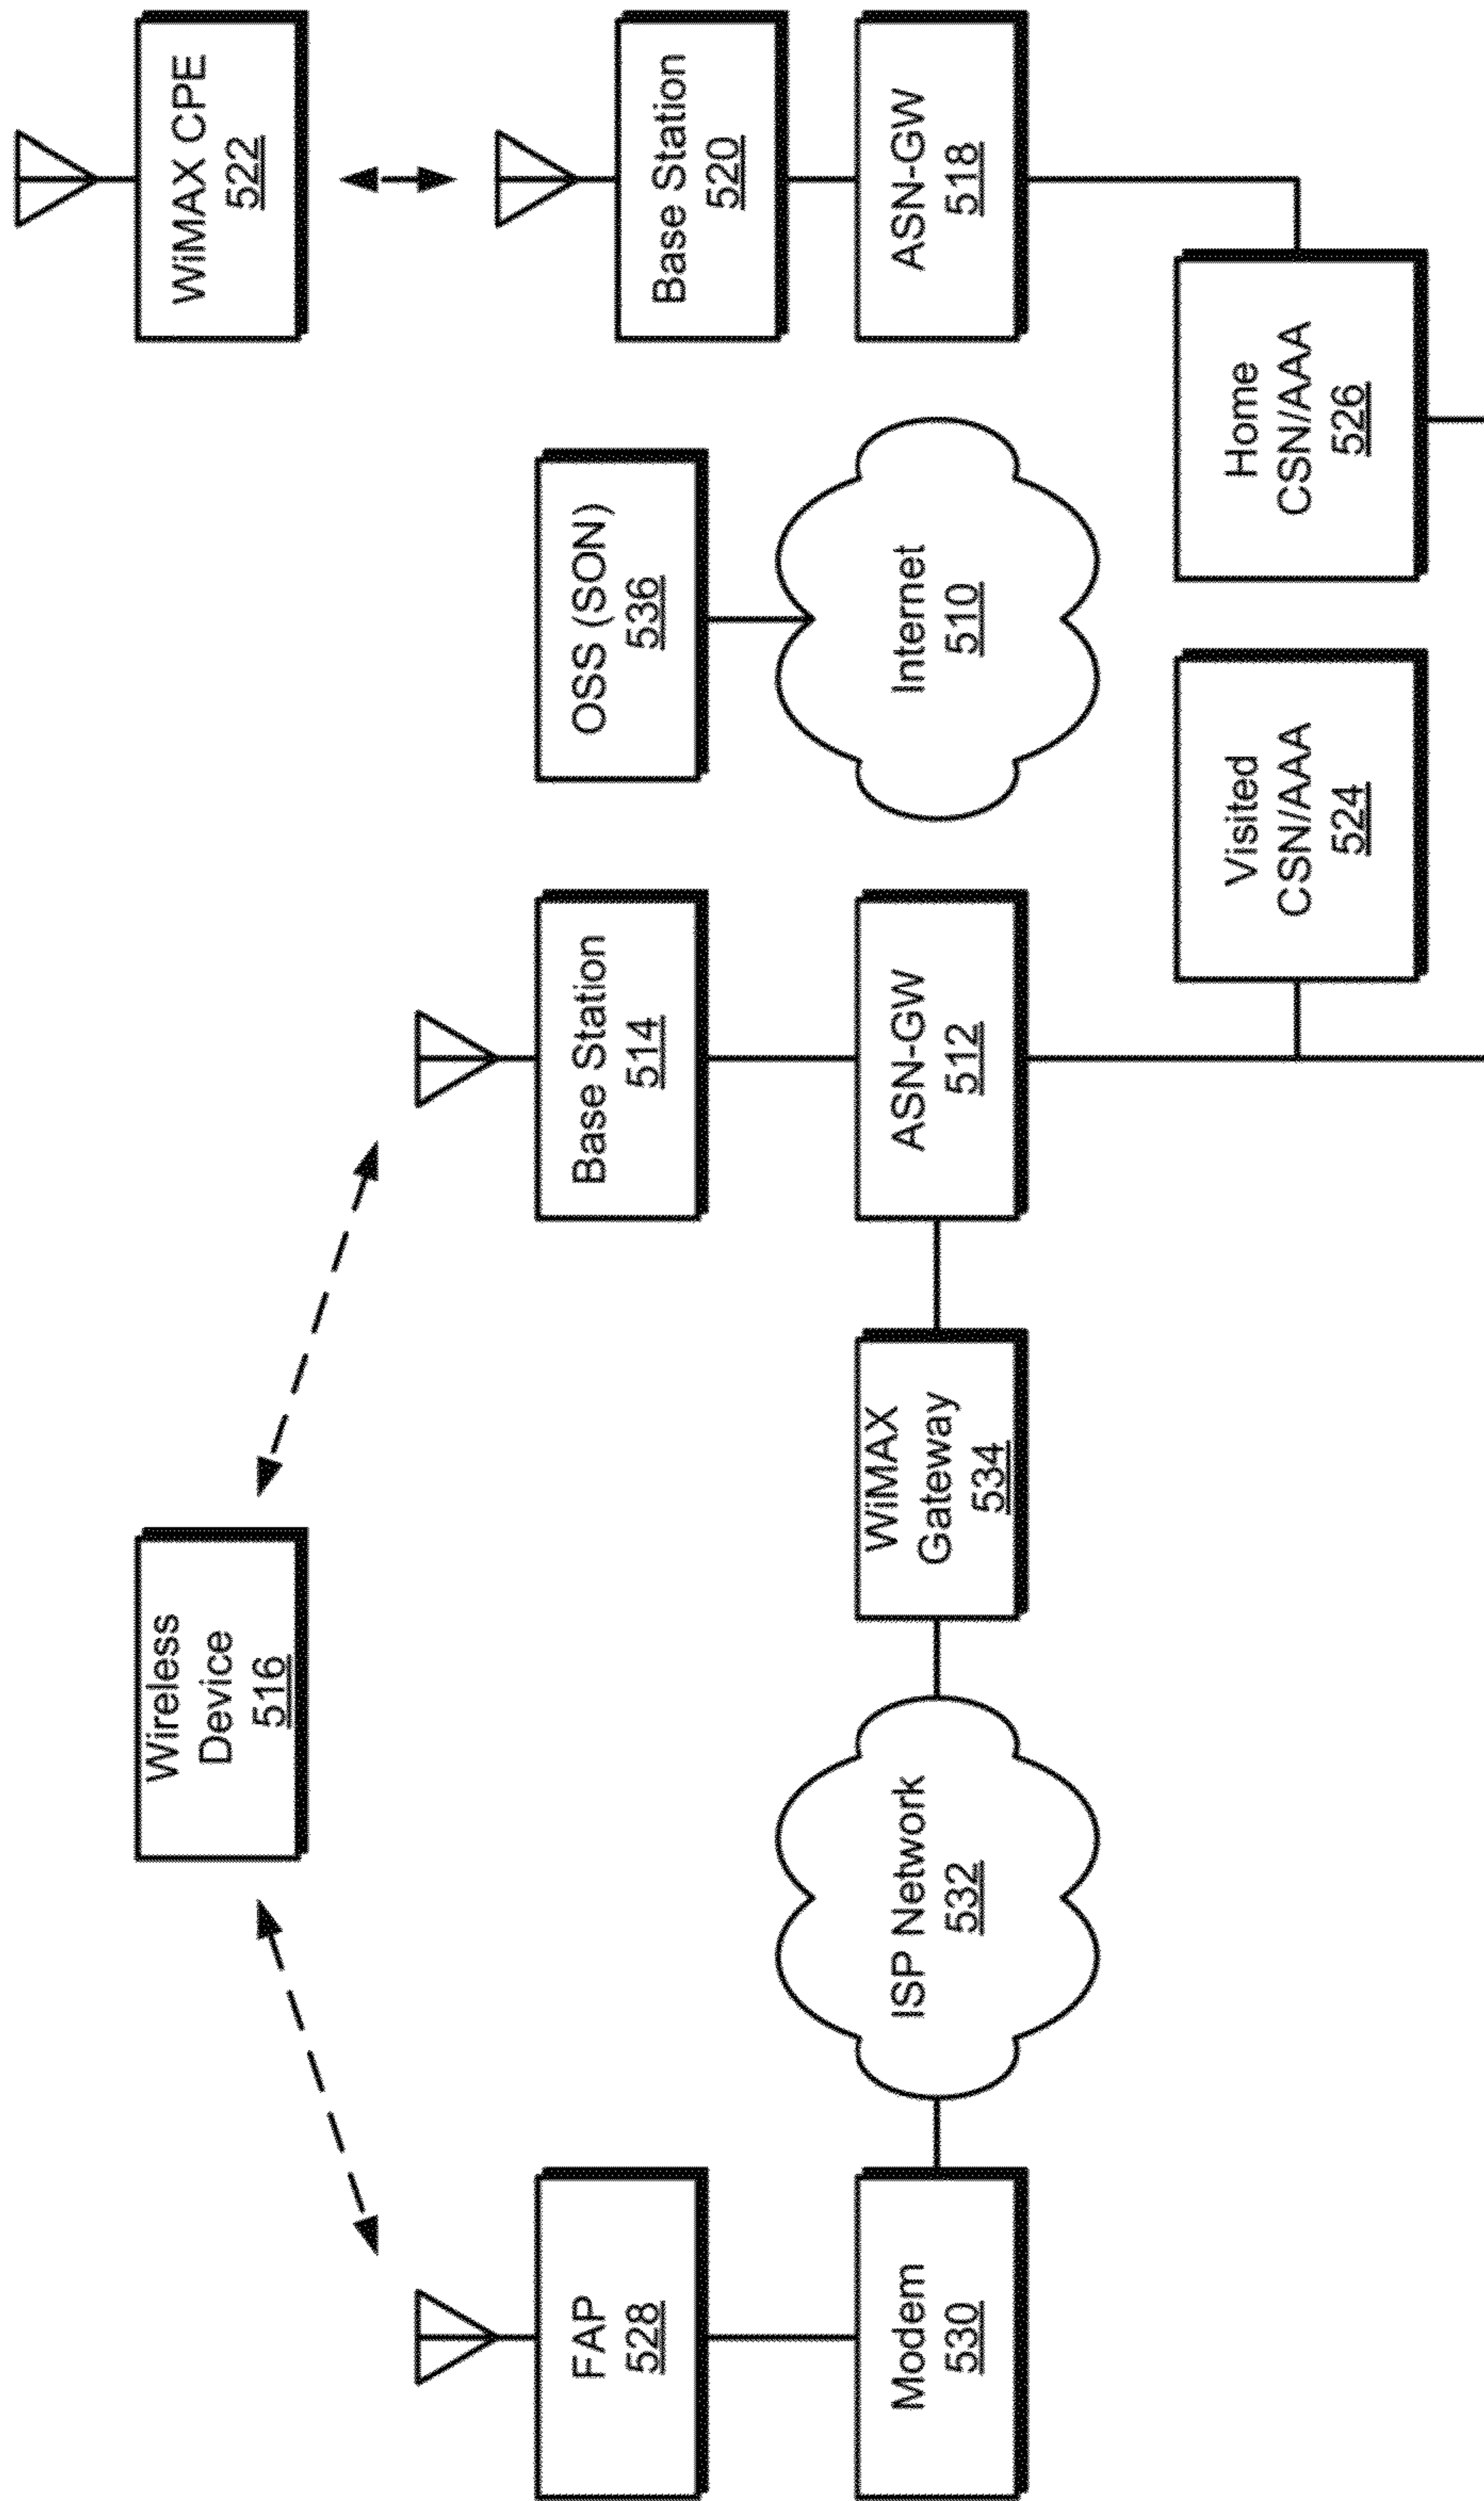 Wireless
Device
516
WiMAX CPE
522
FAP
528
Base Station
514
OSS (SON)
536
Base Station
520
Modem
530
ISP Network
532
WiMAX
Gateway
534
ASN-GW
512
Internet
510
ASN-GW
518
Visited
CSN/AAA
524
Home
CSN/AAA
526